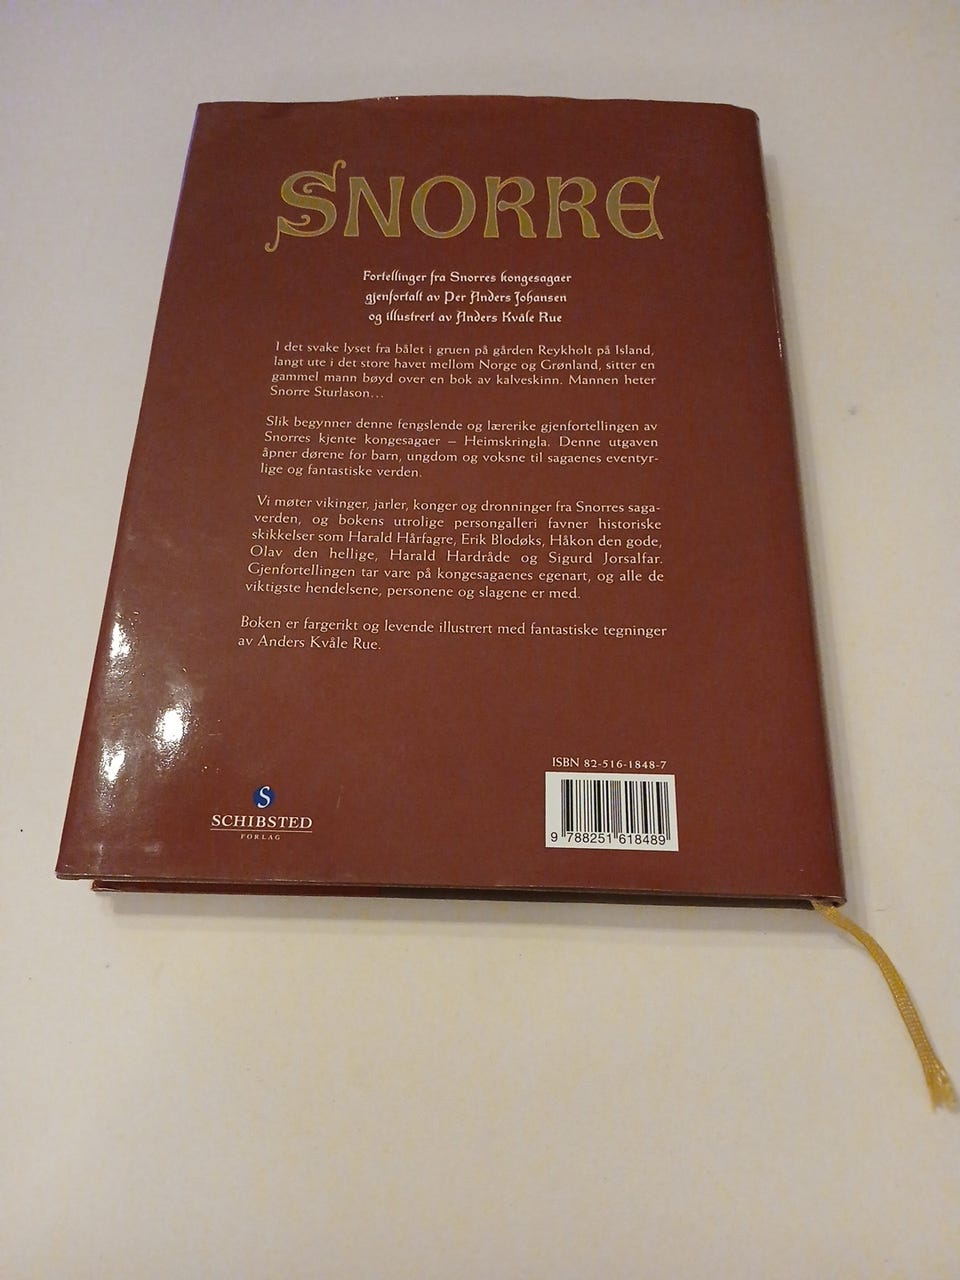 SNORRE
Fortellinger fra Snorres kongesagaer
gjenfortalt av Per Anders Johansen
og illustrert av Anders Kvåle Rue
I det svake lyset fra bålet i gruen på gården Reykholt på Island,
langt ute i det store havet mellom Norge og Grønland, sitter en
gammel mann bøyd over en bok av kalveskinn. Mannen heter
Snorre Sturlason...
Slik begynner denne fengslende og lærerike gjenfortellingen av
Snorres kjente kongesagaer – Heimskringla. Denne utgaven
åpner dørene for barn, ungdom og voksne til sagaenes eventyr-
lige og fantastiske verden.
Vi møter vikinger, jarler, konger og dronninger fra Snorres saga-
verden, og bokens utrolige persongalleri favner historiske
skikkelser som Harald Hårfagre, Erik Blodøks, Håkon den gode,
Olav den hellige, Harald Hardråde og Sigurd Jorsalfar.
Gjenfortellingen tar vare på kongesagaenes egenart, og alle de
viktigste hendelsene, personene og slagene er med.
Boken er fargerikt og levende illustrert med fantastiske tegninger
av Anders Kvåle Rue.
ISBN 82-516-1848-7
9 788251 618489
S
SCHIBSTED
FORLAG